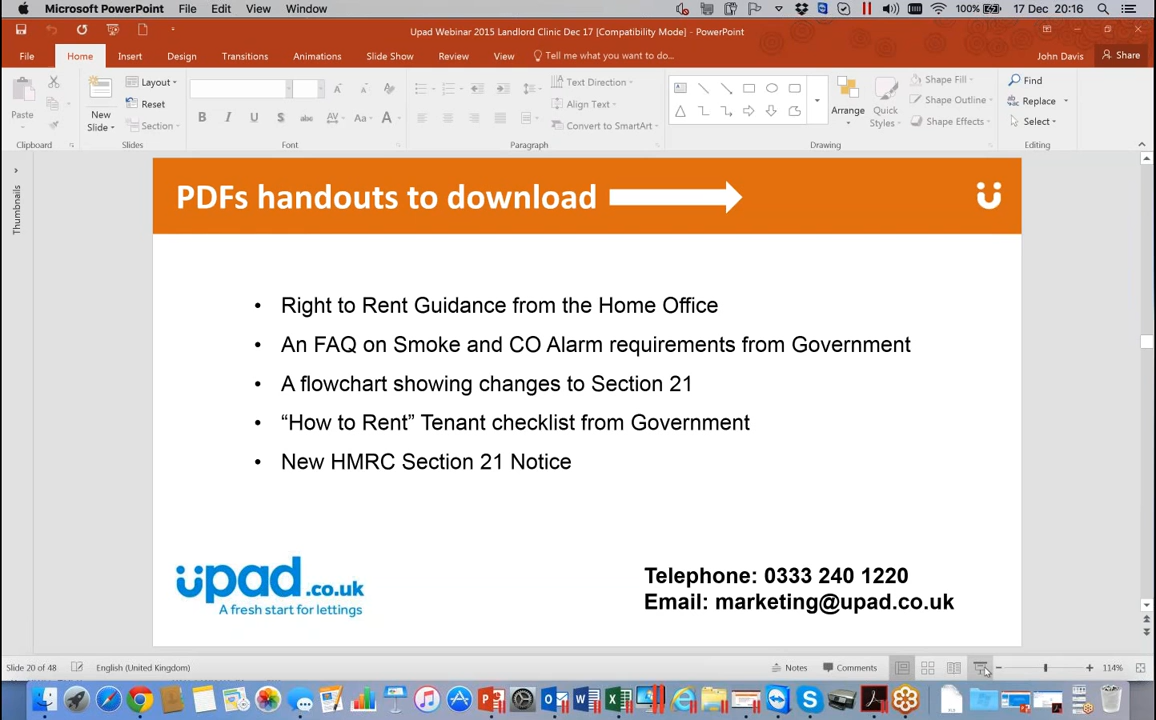 Microsoft PowerPoint File Edit View Window 100% 17 Dec 20:16
Upad Webinar 2015 Landlord Clinic Dec 17 [Compatibility Mode] - PowerPoint
File Home Insert Design Transitions Animations Slide Show Review View Tell me what you want to do... John Davis Share
Paste
New Slide
Layout
Reset
Section
B I U S abc AV Aa A
Text Direction
Align Text
Convert to SmartArt
Arrange
Quick Styles
Shape Fill
Shape Outline
Shape Effects
Find
Replace
Select
Clipboard Slides Font Paragraph Drawing Editing
Thumbnails
PDFs handouts to download
• Right to Rent Guidance from the Home Office
• An FAQ on Smoke and CO Alarm requirements from Government
• A flowchart showing changes to Section 21
• “How to Rent” Tenant checklist from Government
• New HMRC Section 21 Notice
upad.co.uk
A fresh start for lettings
Telephone: 0333 240 1220
Email: marketing@upad.co.uk
Slide 20 of 48 English (United Kingdom) Notes Comments 114%